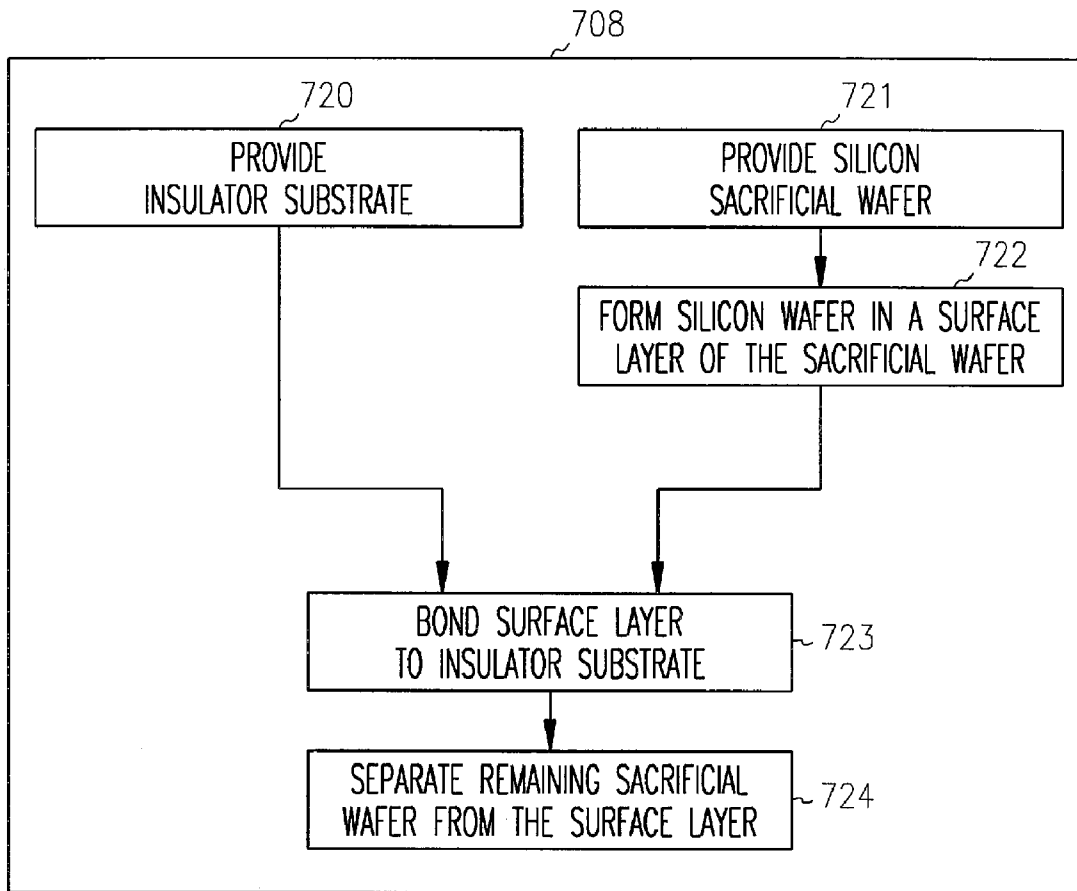 708
720
PROVIDE
INSULATOR SUBSTRATE
721
PROVIDE SILICON
SACRIFICIAL WAFER
722
FORM SILICON WAFER IN A SURFACE
LAYER OF THE SACRIFICIAL WAFER
BOND SURFACE LAYER
TO INSULATOR SUBSTRATE
723
SEPARATE REMAINING SACRIFICIAL
WAFER FROM THE SURFACE LAYER
724